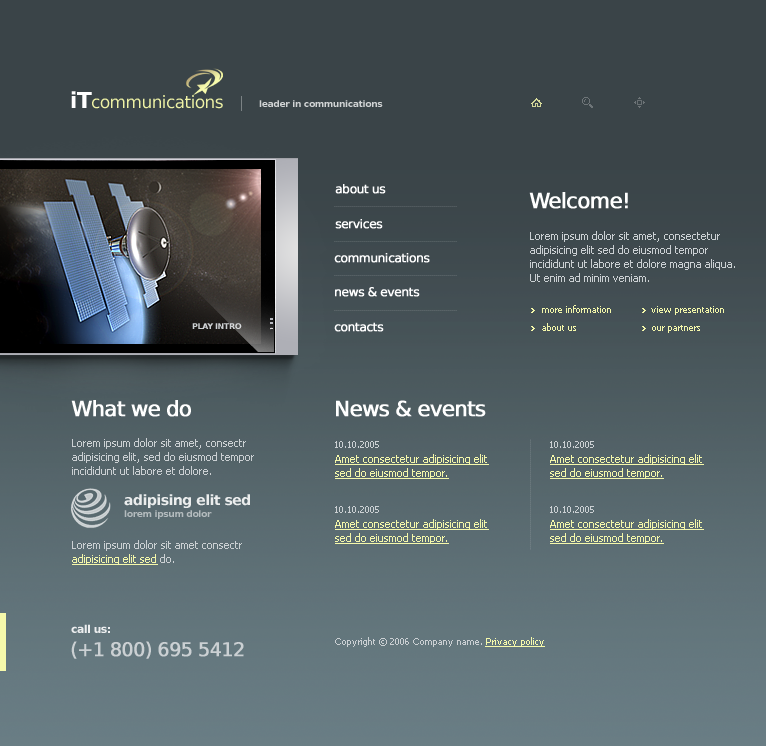 iTcommunications
leader in communications
about us
services
communications
news & events
contacts
Welcome!
Lorem ipsum dolor sit amet, consectetur
adipisicing elit sed do eiusmod tempor
incididunt ut labore et dolore magna aliqua.
Ut enim ad minim veniam.
more information
view presentation
about us
our partners
PLAY INTRO
What we do
Lorem ipsum dolor sit amet, consectr
adipisicing elit, sed do eiusmod tempor
incididunt ut labore et dolore.
adipising elit sed
lorem ipsum dolor
Lorem ipsum dolor sit amet consectr
adipisicing elit sed do.
News & events
10.10.2005
Amet consectetur adipisicing elit
sed do eiusmod tempor.
10.10.2005
Amet consectetur adipisicing elit
sed do eiusmod tempor.
10.10.2005
Amet consectetur adipisicing elit
sed do eiusmod tempor.
10.10.2005
Amet consectetur adipisicing elit
sed do eiusmod tempor.
call us:
(+1 800) 695 5412
Copyright © 2006 Company name. Privacy policy